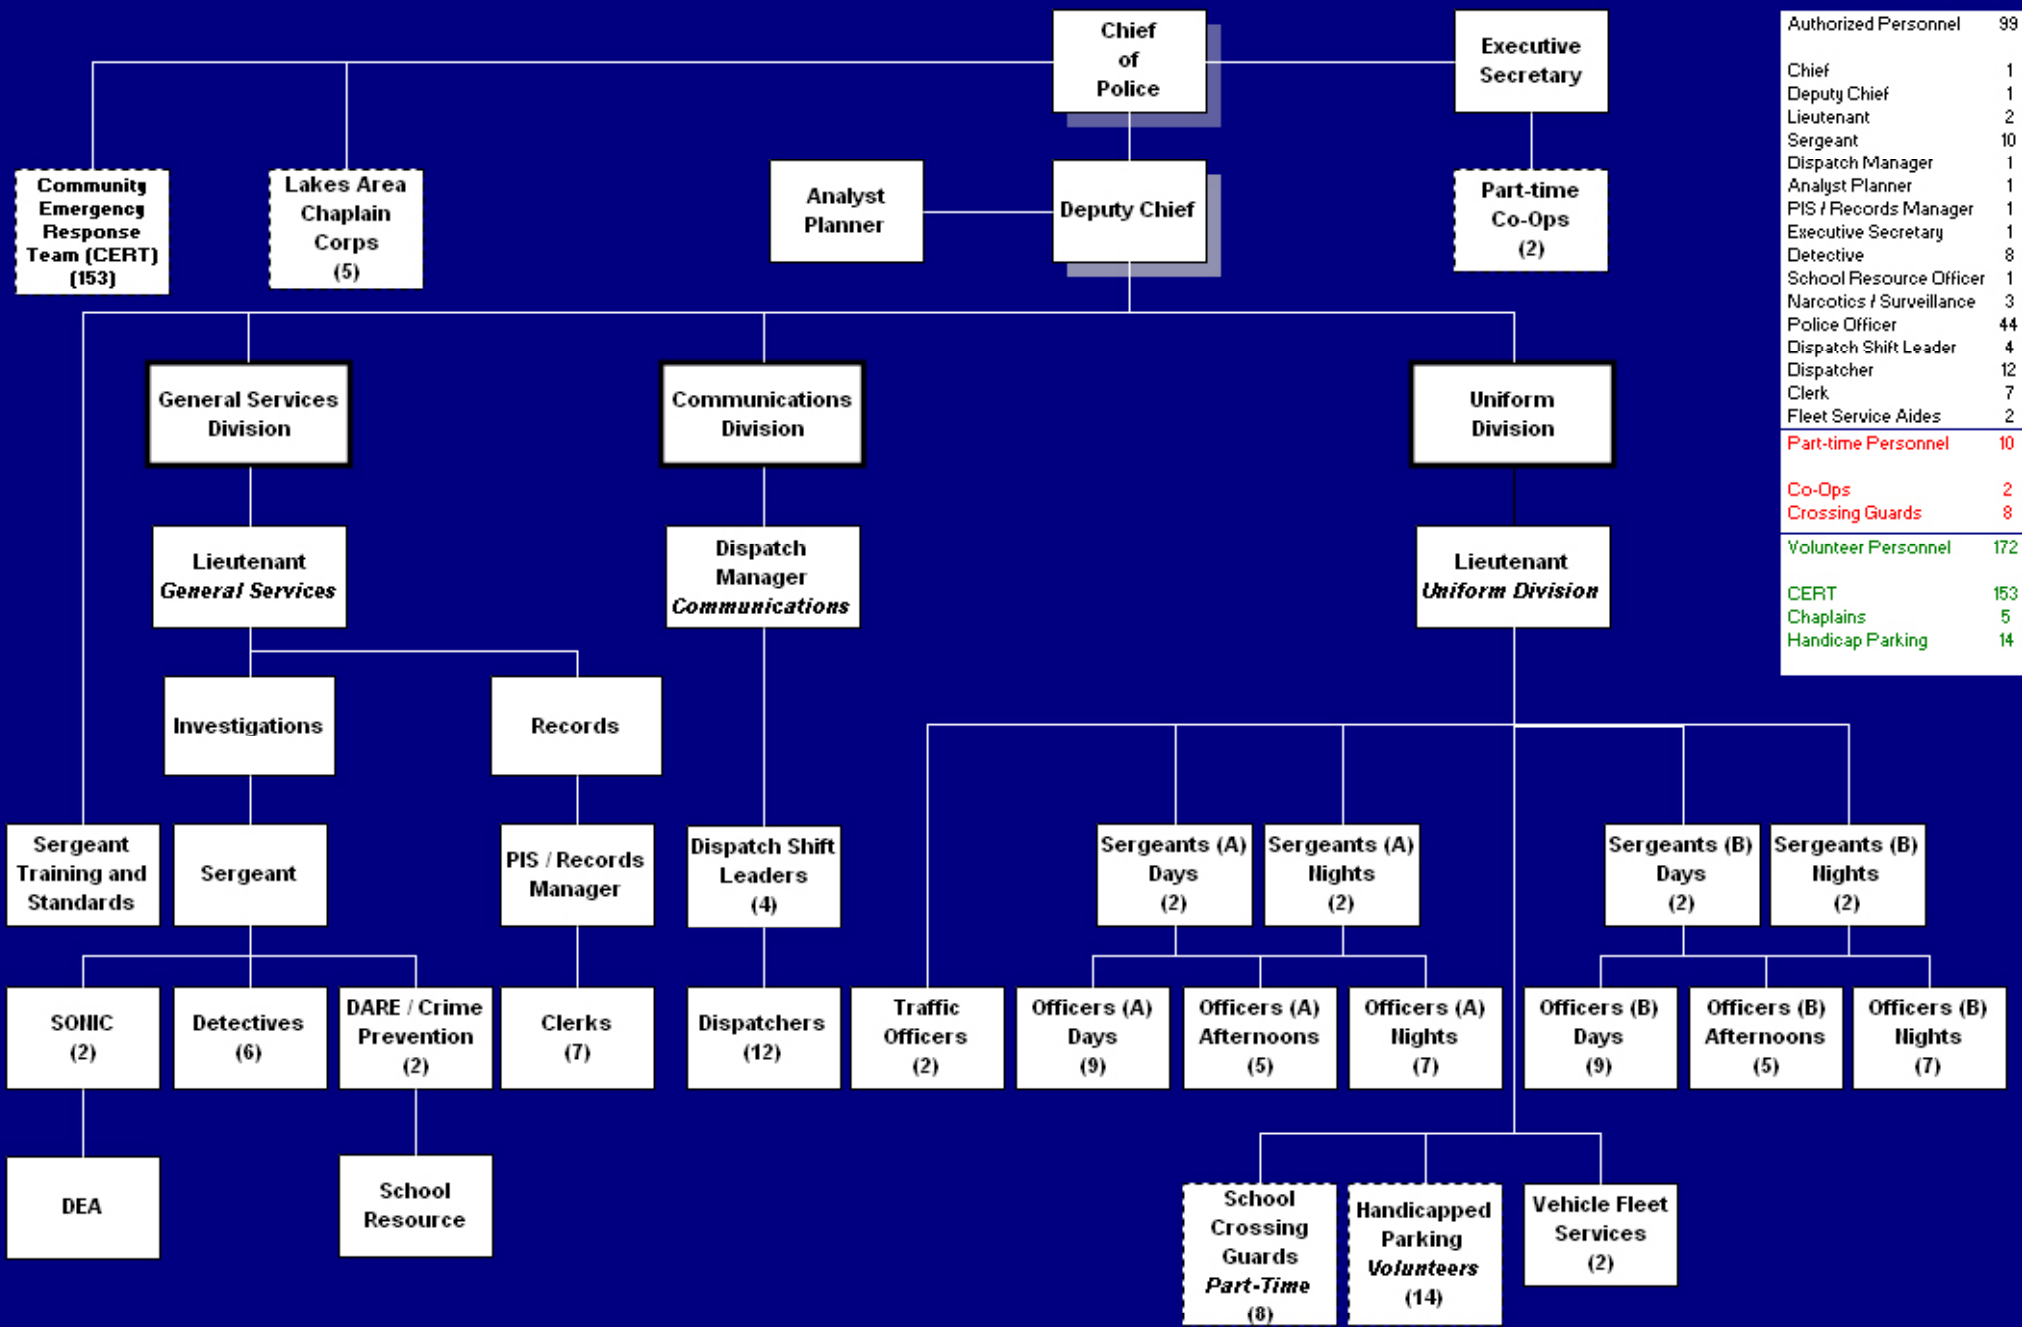 Chief
of
Police
Executive
Secretary
Community
Emergency
Response
Team (CERT)
(153)
Lakes Area
Chaplain
Corps
(5)
Analyst
Planner
Deputy Chief
Part-time
Co-Ops
(2)
General Services
Division
Communications
Division
Uniform
Division
Lieutenant
General Services
Dispatch
Manager
Communications
Lieutenant
Uniform Division
Investigations
Records
Sergeant
Training and
Standards
Sergeant
PIS / Records
Manager
Dispatch Shift
Leaders
(4)
Sergeants (A)
Days
(2)
Sergeants (A)
Nights
(2)
Sergeants (B)
Days
(2)
Sergeants (B)
Nights
(2)
SONIC
(2)
Detectives
(6)
DARE / Crime
Prevention
(2)
Clerks
(7)
Dispatchers
(12)
Traffic
Officers
(2)
Officers (A)
Days
(9)
Officers (A)
Afternoons
(5)
Officers (A)
Nights
(7)
Officers (B)
Days
(9)
Officers (B)
Afternoons
(5)
Officers (B)
Nights
(7)
DEA
School
Resource
School
Crossing
Guards
Part-Time
(8)
Handicapped
Parking
Volunteers
(14)
Vehicle Fleet
Services
(2)
Authorized Personnel 99
Chief 1
Deputy Chief 1
Lieutenant 2
Sergeant 10
Dispatch Manager 1
Analyst Planner 1
PIS / Records Manager 1
Executive Secretary 1
Detective 8
School Resource Officer 1
Narcotics / Surveillance 3
Police Officer 44
Dispatch Shift Leader 4
Dispatcher 12
Clerk 7
Fleet Service Aides 2
Part-time Personnel 10
Co-Ops 2
Crossing Guards 8
Volunteer Personnel 172
CERT 153
Chaplains 5
Handicap Parking 14